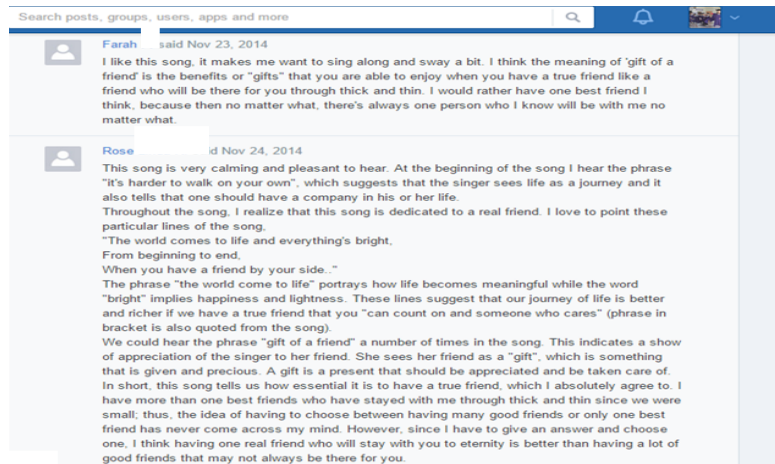 Search posts, groups, users, apps and more
Farah said Nov 23, 2014
I like this song, it makes me want to sing along and sway a bit. I think the meaning of 'gift of a
friend' is the benefits or "gifts" that you are able to enjoy when you have a true friend like a
friend who will be there for you through thick and thin. I would rather have one best friend I
think, because then no matter what, there's always one person who I know will be with me no
matter what.
Rose id Nov 24, 2014
This song is very calming and pleasant to hear. At the beginning of the song I hear the phrase
"it's harder to walk on your own", which suggests that the singer sees life as a journey and it
also tells that one should have a company in his or her life.
Throughout the song, I realize that this song is dedicated to a real friend. I love to point these
particular lines of the song,
"The world comes to life and everything's bright,
From beginning to end,
When you have a friend by your side.."
The phrase "the world come to life" portrays how life becomes meaningful while the word
"bright" implies happiness and lightness. These lines suggest that our journey of life is better
and richer if we have a true friend that you "can count on and someone who cares" (phrase in
bracket is also quoted from the song).
We could hear the phrase "gift of a friend" a number of times in the song. This indicates a show
of appreciation of the singer to her friend. She sees her friend as a "gift", which is something
that is given and precious. A gift is a present that should be appreciated and be taken care of.
In short, this song tells us how essential it is to have a true friend, which I absolutely agree to. I
have more than one best friends who have stayed with me through thick and thin since we were
small; thus, the idea of having to choose between having many good friends or only one best
friend has never come across my mind. However, since I have to give an answer and choose
one, I think having one real friend who will stay with you to eternity is better than having a lot of
good friends that may not always be there for you.